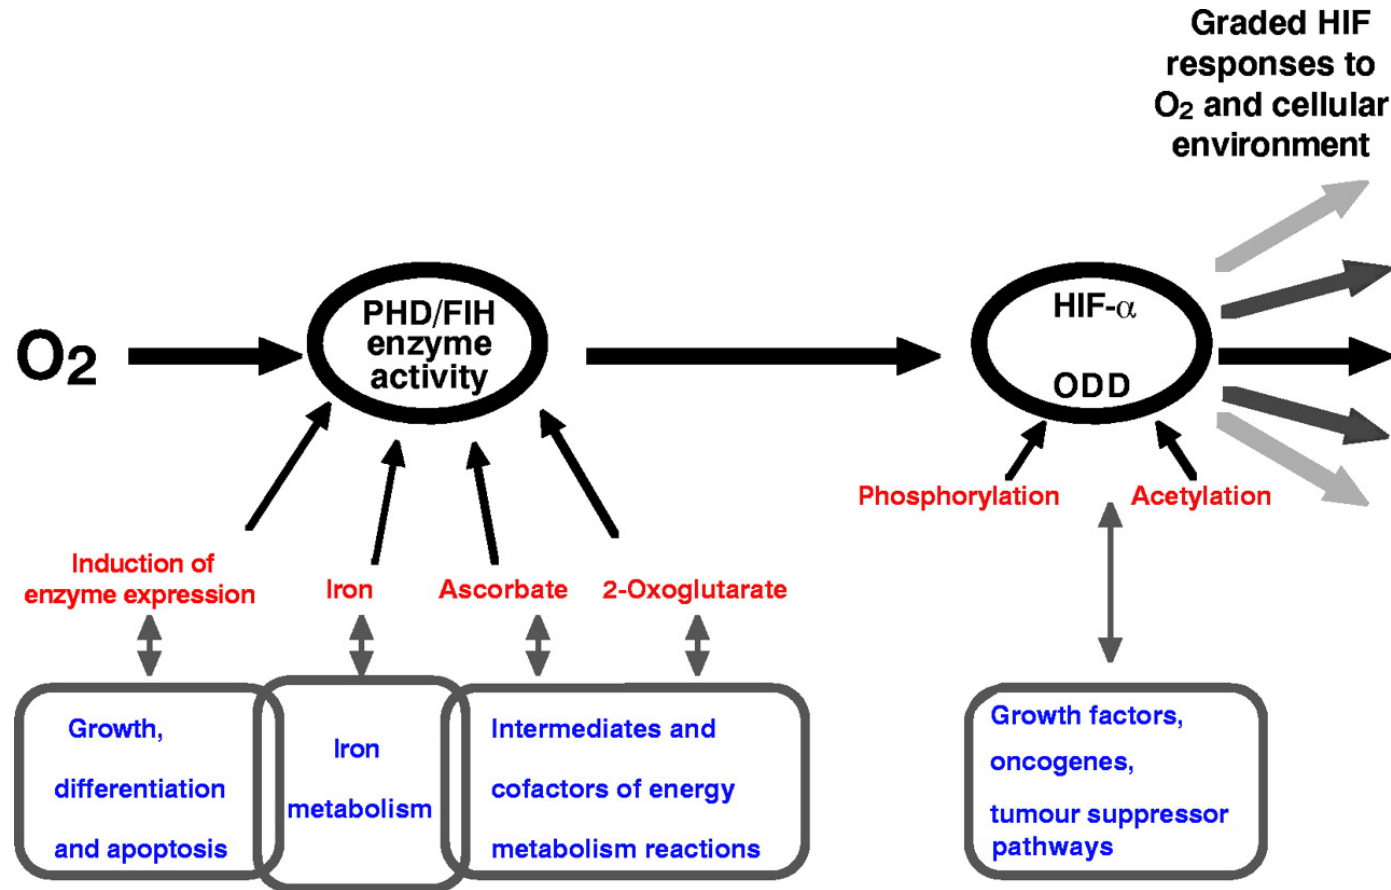 Graded HIF
responses to
O₂ and cellular
environment
O₂
PHD/FIH
enzyme
activity
HIF-α
ODD
Phosphorylation
Acetylation
Induction of
enzyme expression
Iron
Ascorbate
2-Oxoglutarate
Growth,
differentiation
and apoptosis
Iron
metabolism
Intermediates and
cofactors of energy
metabolism reactions
Growth factors,
oncogenes,
tumour suppressor
pathways